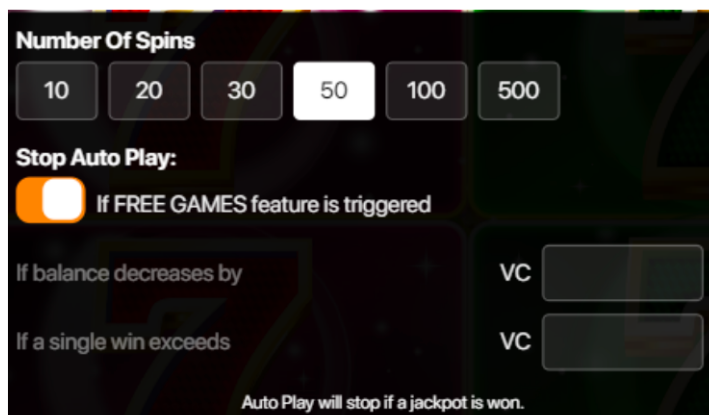 Number Of Spins
10 20 30 50 100 500
Stop Auto Play:
If FREE GAMES feature is triggered
If balance decreases by VC
If a single win exceeds VC
Auto Play will stop if a jackpot is won.